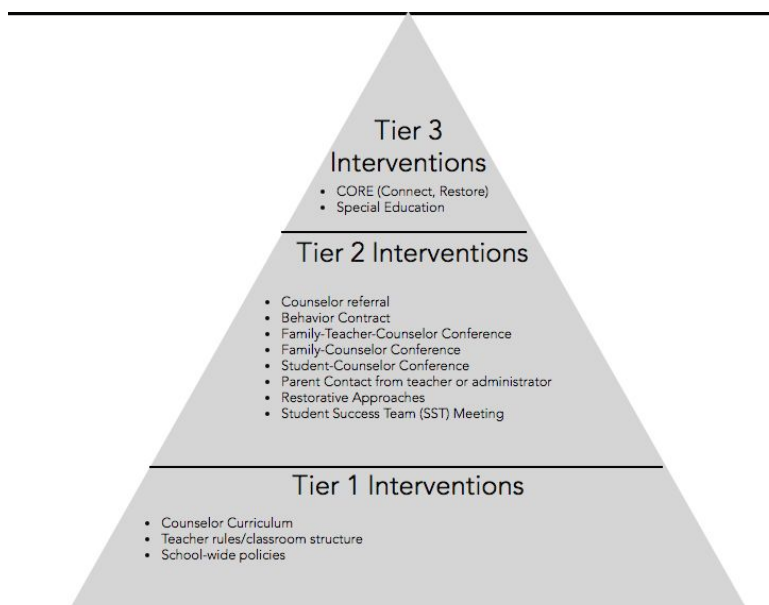 Tier 3
Interventions
• CORE (Connect, Restore)
• Special Education
Tier 2 Interventions
• Counselor referral
• Behavior Contract
• Family-Teacher-Counselor Conference
• Family-Counselor Conference
• Student-Counselor Conference
• Parent Contact from teacher or administrator
• Restorative Approaches
• Student Success Team (SST) Meeting
Tier 1 Interventions
• Counselor Curriculum
• Teacher rules/classroom structure
• School-wide policies